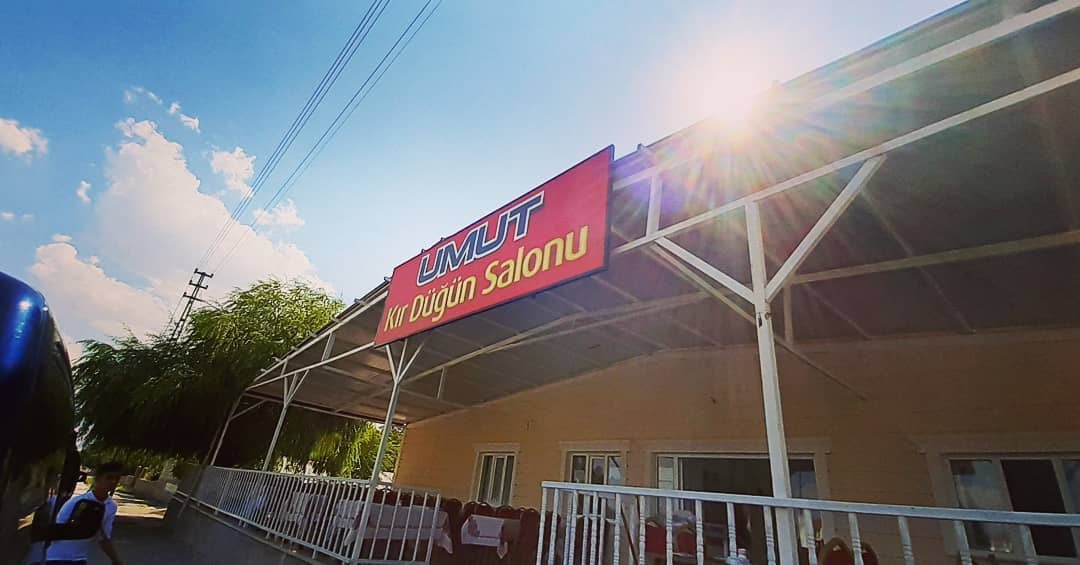 UMUT
Kır Düğün Salonu